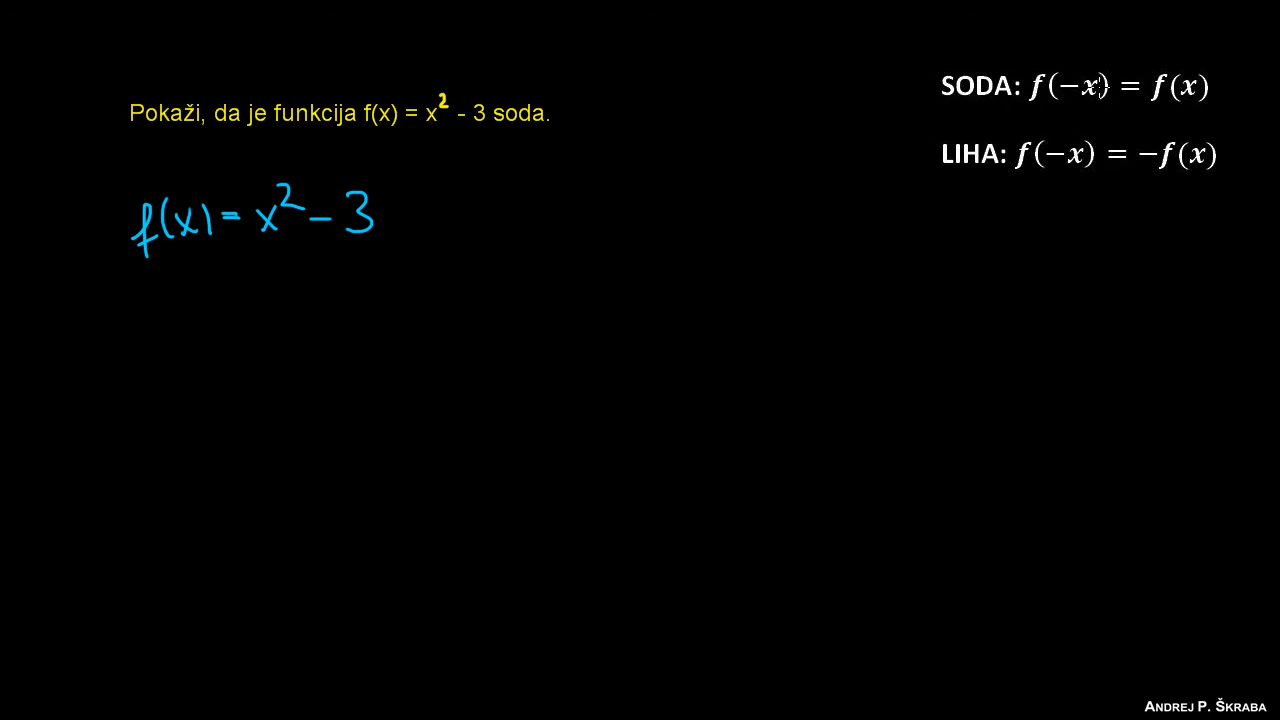 Pokaži, da je funkcija f(x) = x² - 3 soda.
SODA: f(−x) = f(x)
LIHA: f(−x) = −f(x)
f(x) = x² − 3
ANDREJ P. ŠKRABA